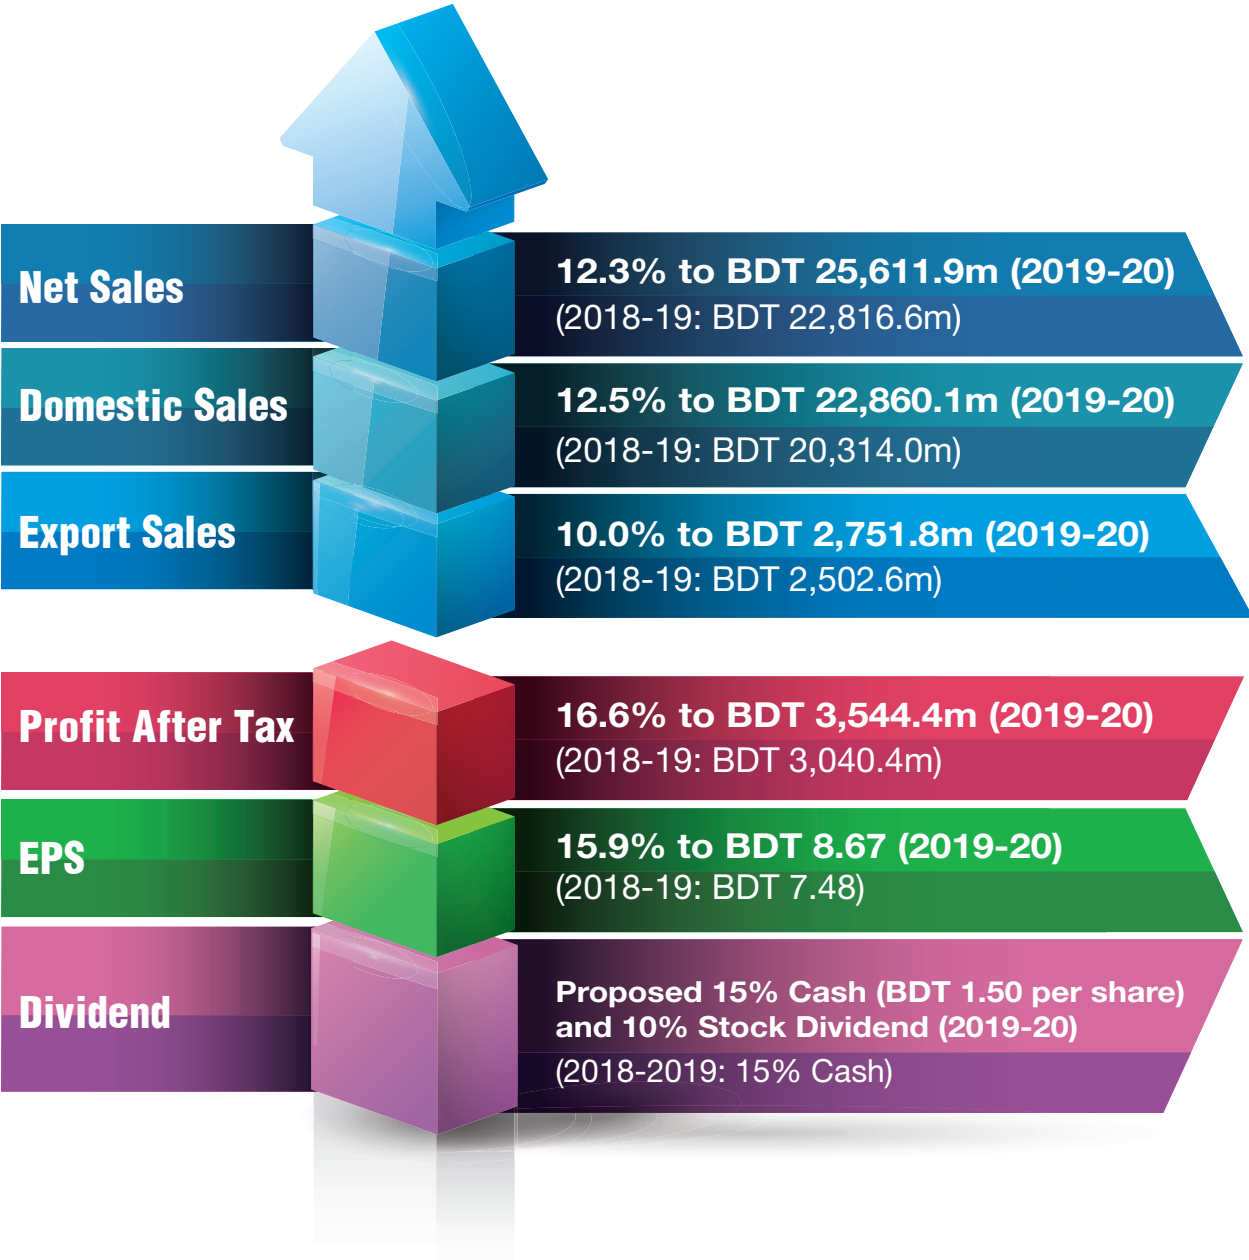 Net Sales
12.3% to BDT 25,611.9m (2019-20)
(2018-19: BDT 22,816.6m)
Domestic Sales
12.5% to BDT 22,860.1m (2019-20)
(2018-19: BDT 20,314.0m)
Export Sales
10.0% to BDT 2,751.8m (2019-20)
(2018-19: BDT 2,502.6m)
Profit After Tax
16.6% to BDT 3,544.4m (2019-20)
(2018-19: BDT 3,040.4m)
EPS
15.9% to BDT 8.67 (2019-20)
(2018-19: BDT 7.48)
Dividend
Proposed 15% Cash (BDT 1.50 per share)
and 10% Stock Dividend (2019-20)
(2018-2019: 15% Cash)